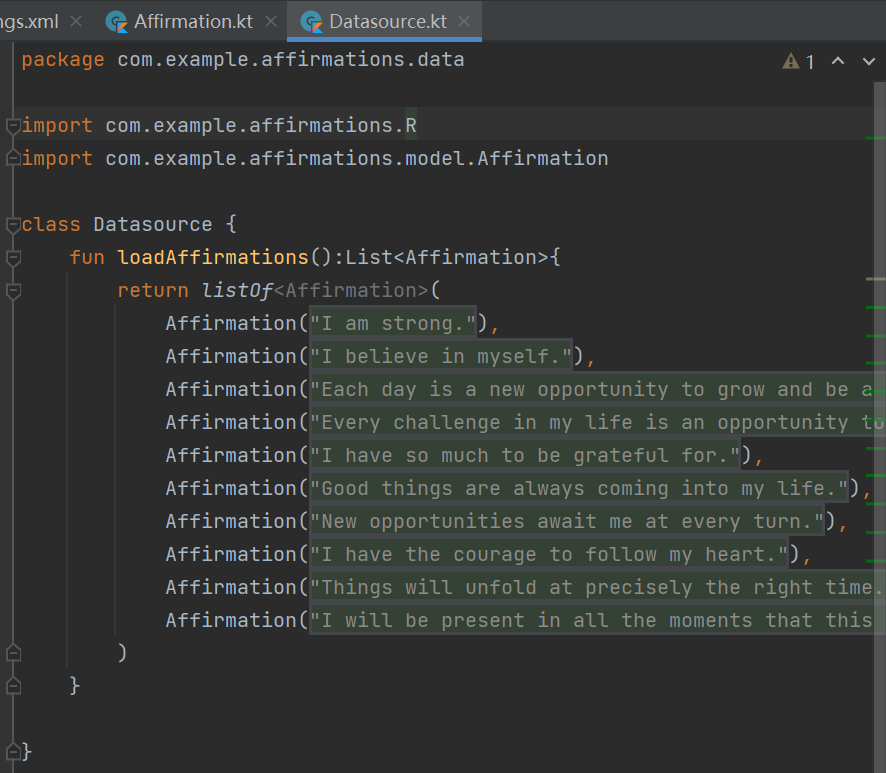 ngs.xml × Affirmation.kt × Datasource.kt ×
package com.example.affirmations.data 1
import com.example.affirmations.R
import com.example.affirmations.model.Affirmation
class Datasource {
fun loadAffirmations():List<Affirmation>{
return listOf<Affirmation>(
Affirmation("I am strong."),
Affirmation("I believe in myself."),
Affirmation("Each day is a new opportunity to grow and be a
Affirmation("Every challenge in my life is an opportunity to
Affirmation("I have so much to be grateful for."),
Affirmation("Good things are always coming into my life."),
Affirmation("New opportunities await me at every turn."),
Affirmation("I have the courage to follow my heart."),
Affirmation("Things will unfold at precisely the right time.
Affirmation("I will be present in all the moments that this
)
}
}